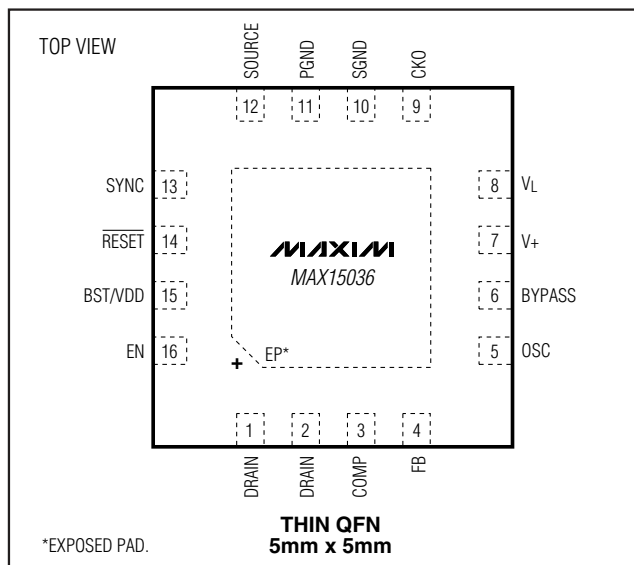 TOP VIEW
SOURCE
PGND
SGND
CKO
12
11
10
9
SYNC 13
RESET 14
BST/VDD 15
EN 16
8 VL
7 V+
6 BYPASS
5 OSC
MAXIM
MAX15036
+
EP*
1
2
3
4
DRAIN
DRAIN
COMP
FB
*EXPOSED PAD.
THIN QFN
5mm x 5mm